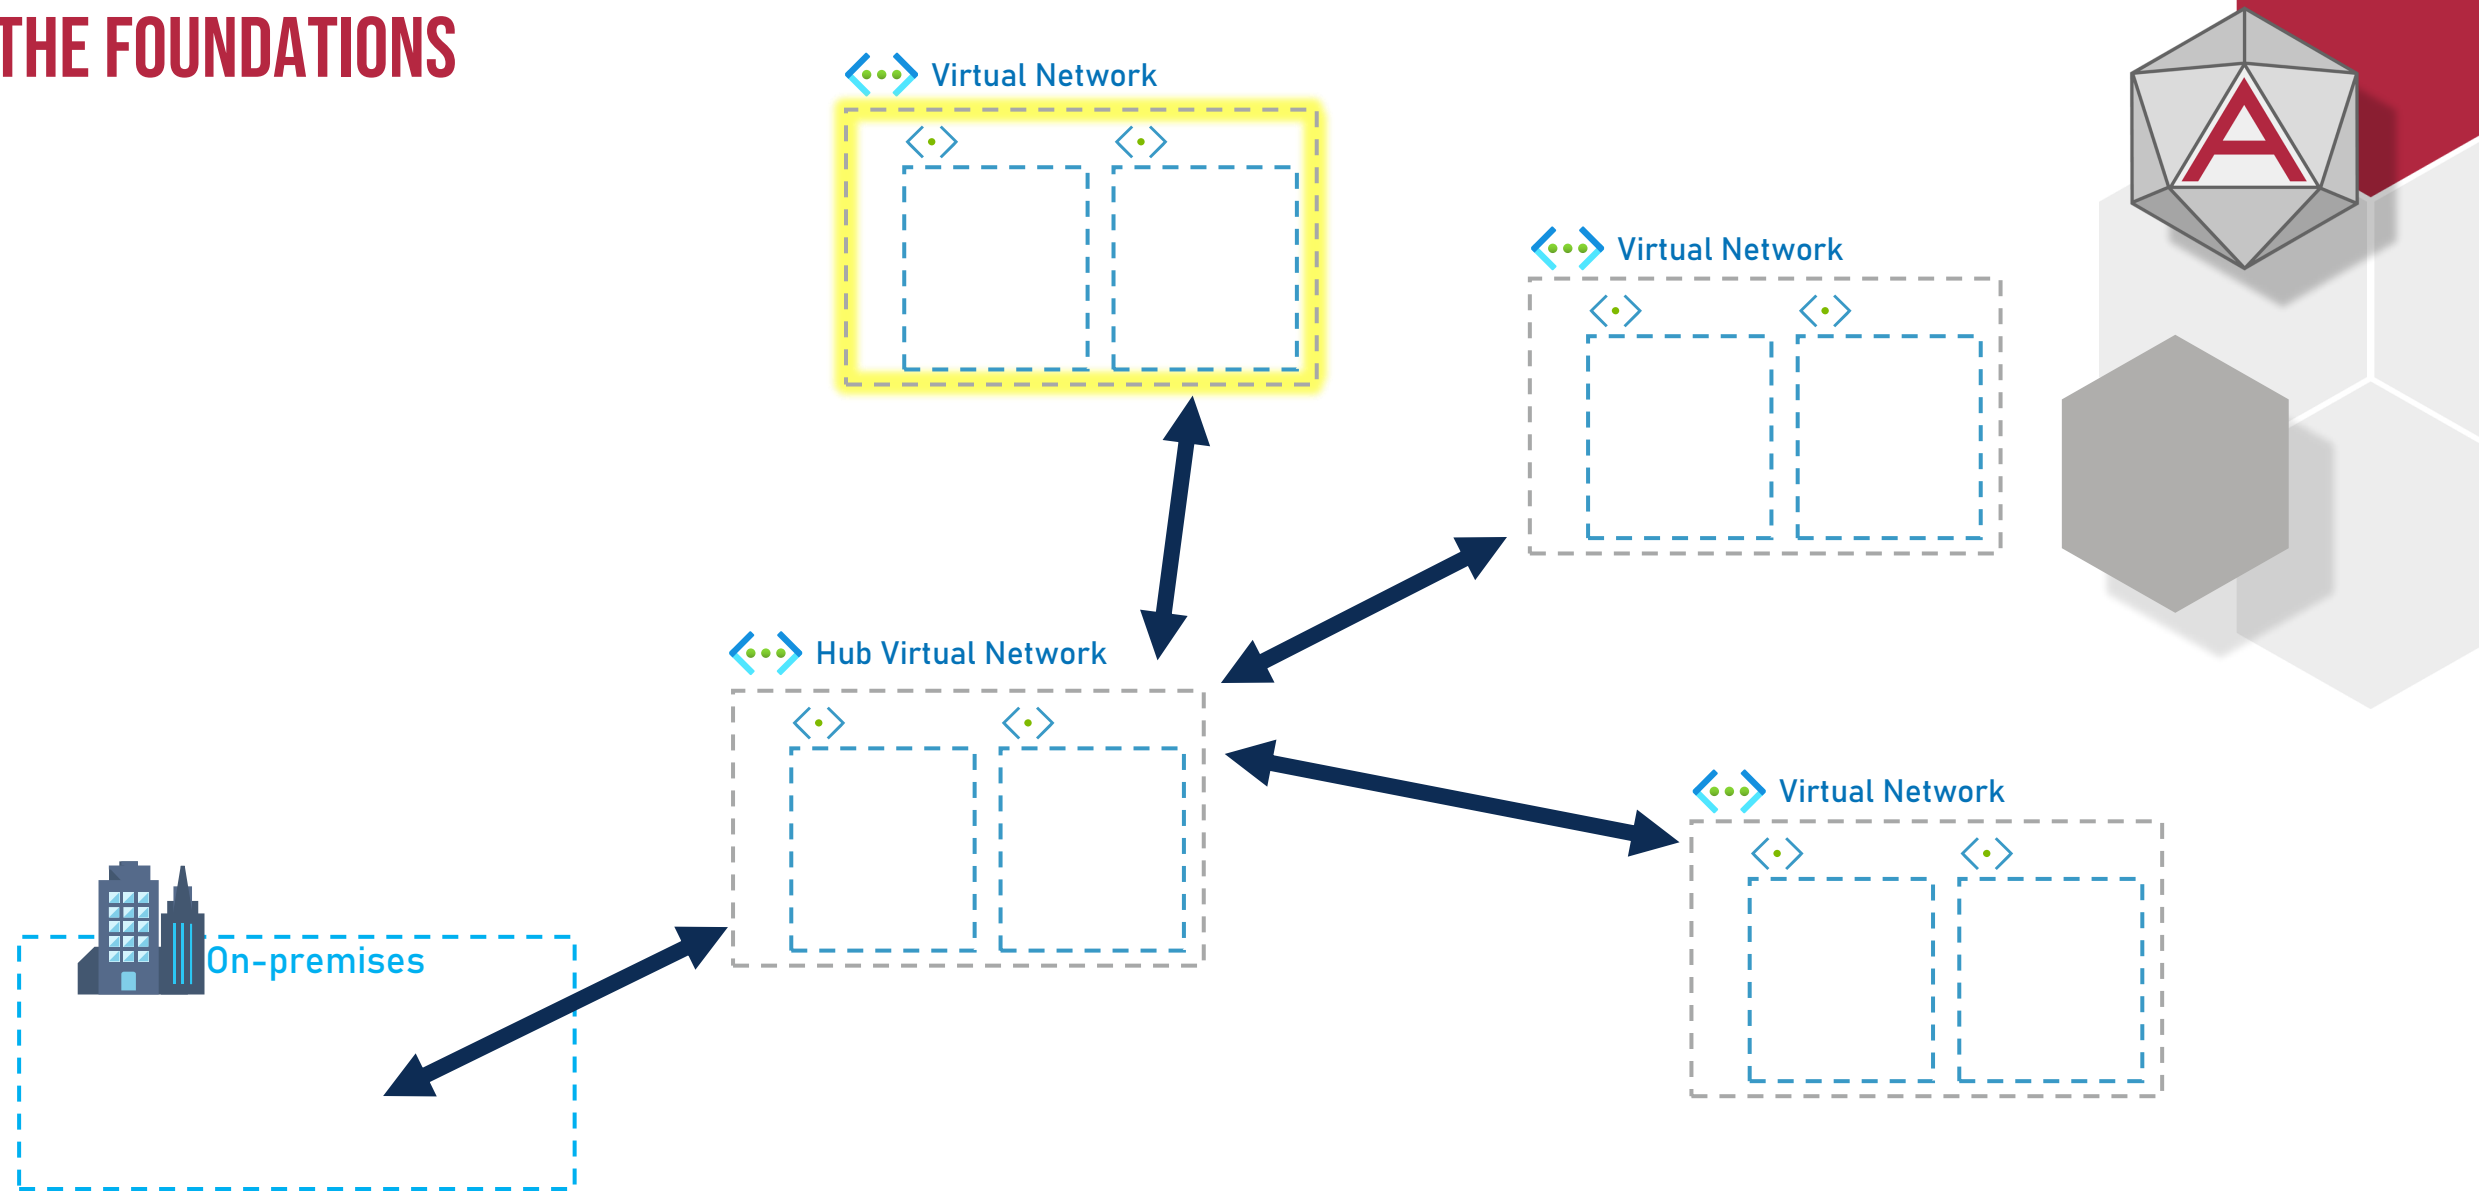 THE FOUNDATIONS
Virtual Network
Virtual Network
Hub Virtual Network
Virtual Network
On-premises
A